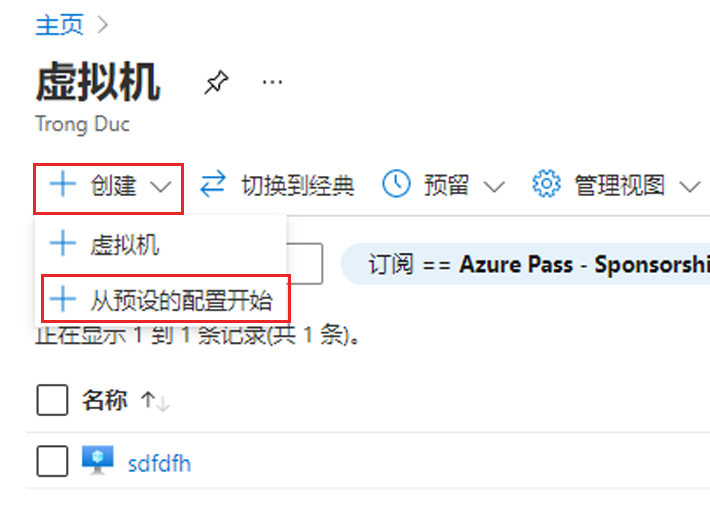 主页 >
虚拟机 ...
Trong Duc
+ 创建 切换到经典 预留 管理视图
+ 虚拟机
订阅 == Azure Pass - Sponsorshi
+ 从预设的配置开始
正在显示 1 到 1 条记录(共 1 条)。
名称 ↑↓
sdfdfh